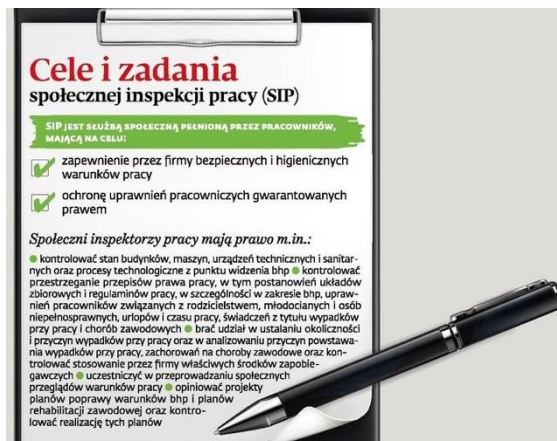 Cele i zadania
społecznej inspekcji pracy (SIP)
SIP JEST SŁUŻBĄ SPOŁECZNĄ PEŁNIONĄ PRZEZ PRACOWNIKÓW,
MAJĄCĄ NA CELU:
zapewnienie przez firmy bezpiecznych i higienicznych
warunków pracy
ochronę uprawnień pracowniczych gwarantowanych
prawem
Społeczni inspektorzy pracy mają prawo m.in.:
● kontrolować stan budynków, maszyn, urządzeń technicznych i sanitar-
nych oraz procesy technologiczne z punktu widzenia bhp ● kontrolować
przestrzeganie przepisów prawa pracy, w tym postanowień układów
zbiorowych i regulaminów pracy, w szczególności w zakresie bhp, upraw-
nień pracowników związanych z rodzicielstwem, młodocianych i osób
niepełnosprawnych, urlopów i czasu pracy, świadczeń z tytułu wypadków
przy pracy i chorób zawodowych ● brać udział w ustalaniu okoliczności
i przyczyn wypadków przy pracy oraz w analizowaniu przyczyn powstawa-
nia wypadków przy pracy, zachorowań na choroby zawodowe oraz kon-
trolować stosowanie przez firmy właściwych środków zapobie-
gawczych ● uczestniczyć w przeprowadzaniu społecznych
przeglądów warunków pracy ● opiniować projekty
planów poprawy warunków bhp i planów
rehabilitacji zawodowej oraz kontro-
lować realizację tych planów